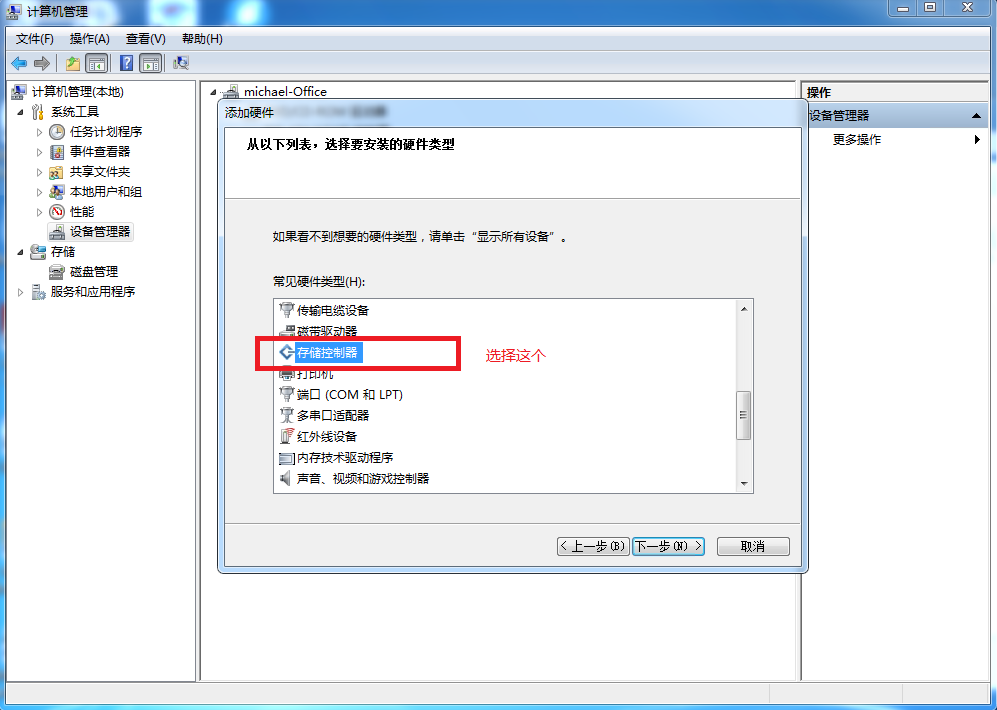 计算机管理
文件(F) 操作(A) 查看(V) 帮助(H)
计算机管理(本地)
系统工具
任务计划程序
事件查看器
共享文件夹
本地用户和组
性能
设备管理器
存储
磁盘管理
服务和应用程序
michael-Office
添加硬件
从以下列表，选择要安装的硬件类型
如果看不到想要的硬件类型，请单击“显示所有设备”。
常见硬件类型(H):
传输电缆设备
磁带驱动器
存储控制器
选择这个
打印机
端口 (COM 和 LPT)
多串口适配器
红外线设备
内存技术驱动程序
声音、视频和游戏控制器
< 上一步(B) 下一步(N) > 取消
操作
设备管理器
更多操作